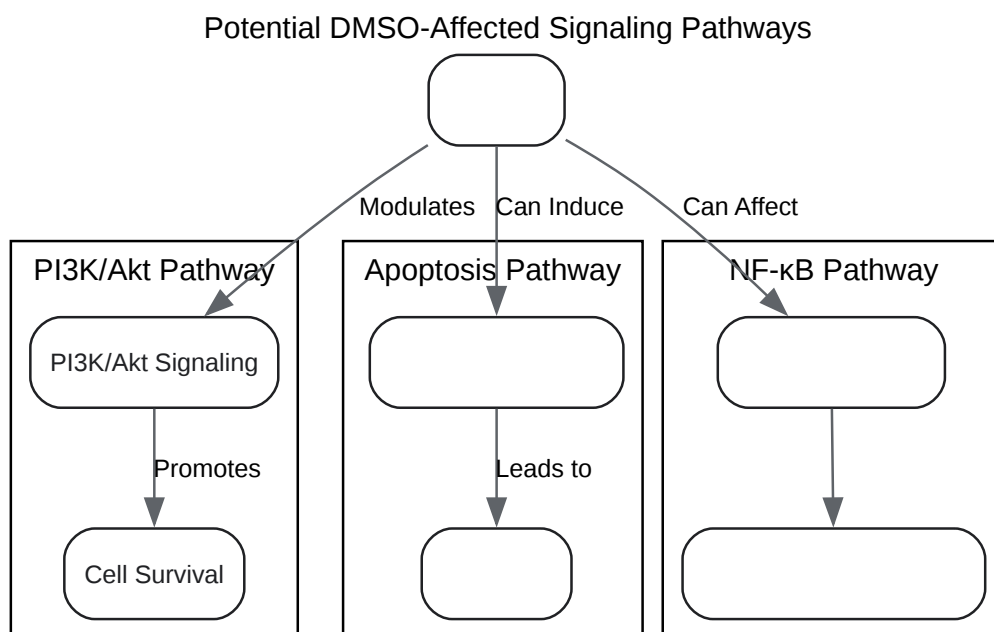 Potential DMSO-Affected Signaling Pathways
Modulates
Can Induce
Can Affect
PI3K/Akt Pathway
Apoptosis Pathway
NF-κB Pathway
PI3K/Akt Signaling
Promotes
Leads to
Cell Survival